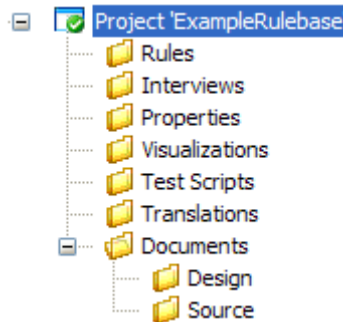 Project 'ExampleRulebase
Rules
Interviews
Properties
Visualizations
Test Scripts
Translations
Documents
Design
Source